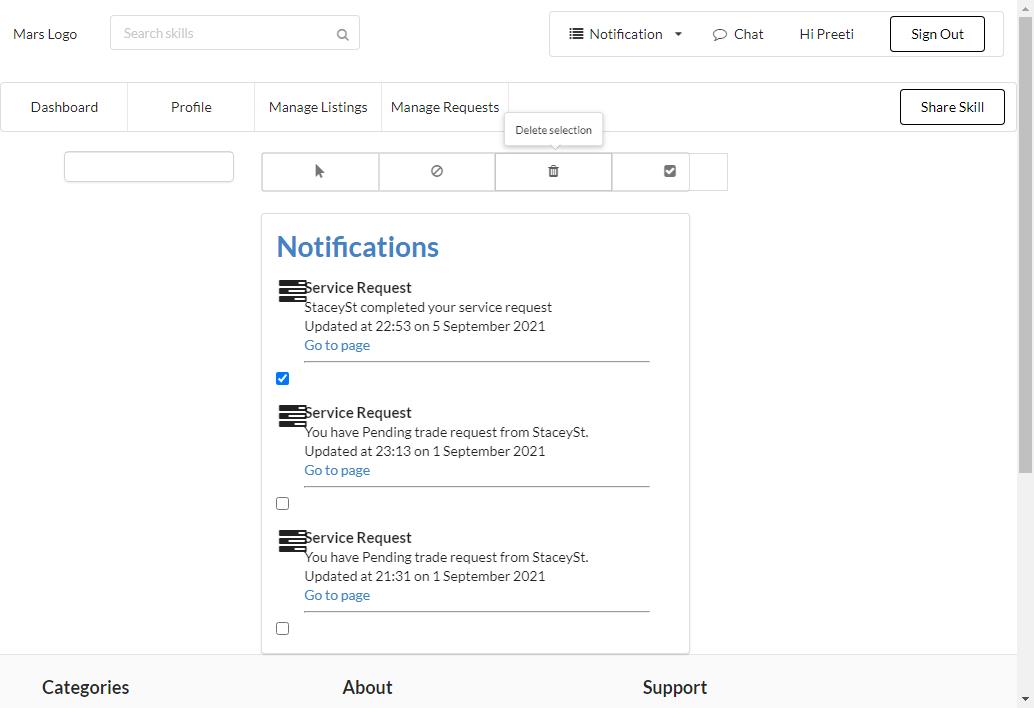 Mars Logo
Search skills
Notification
Chat
Hi Preeti
Sign Out
Dashboard
Profile
Manage Listings
Manage Requests
Share Skill
Delete selection
Notifications
Service Request
StaceySt completed your service request
Updated at 22:53 on 5 September 2021
Go to page
Service Request
You have Pending trade request from StaceySt.
Updated at 23:13 on 1 September 2021
Go to page
Service Request
You have Pending trade request from StaceySt.
Updated at 21:31 on 1 September 2021
Go to page
Categories
About
Support